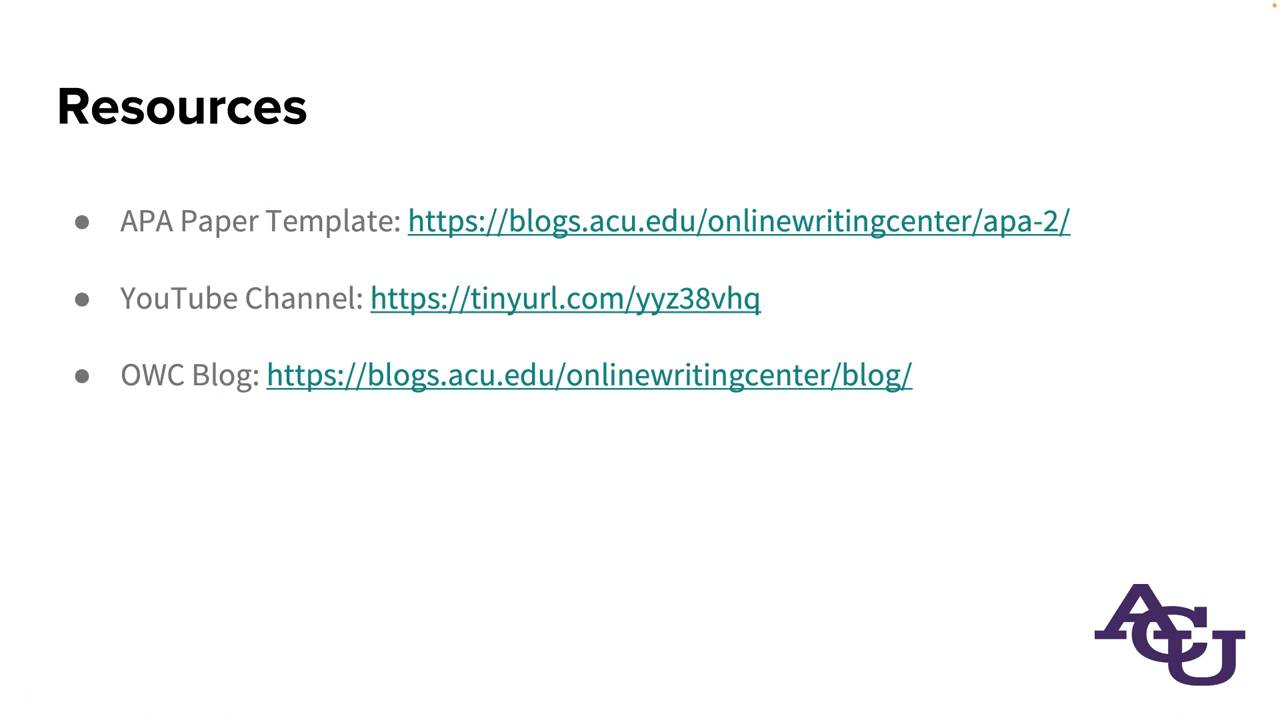 Resources
● APA Paper Template: https://blogs.acu.edu/onlinewritingcenter/apa-2/
● YouTube Channel: https://tinyurl.com/yyz38vhq
● OWC Blog: https://blogs.acu.edu/onlinewritingcenter/blog/
ACU